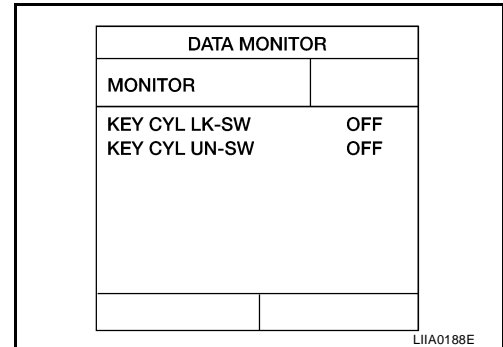 DATA MONITOR
MONITOR
KEY CYL LK-SW OFF
KEY CYL UN-SW OFF
LIIA0188E